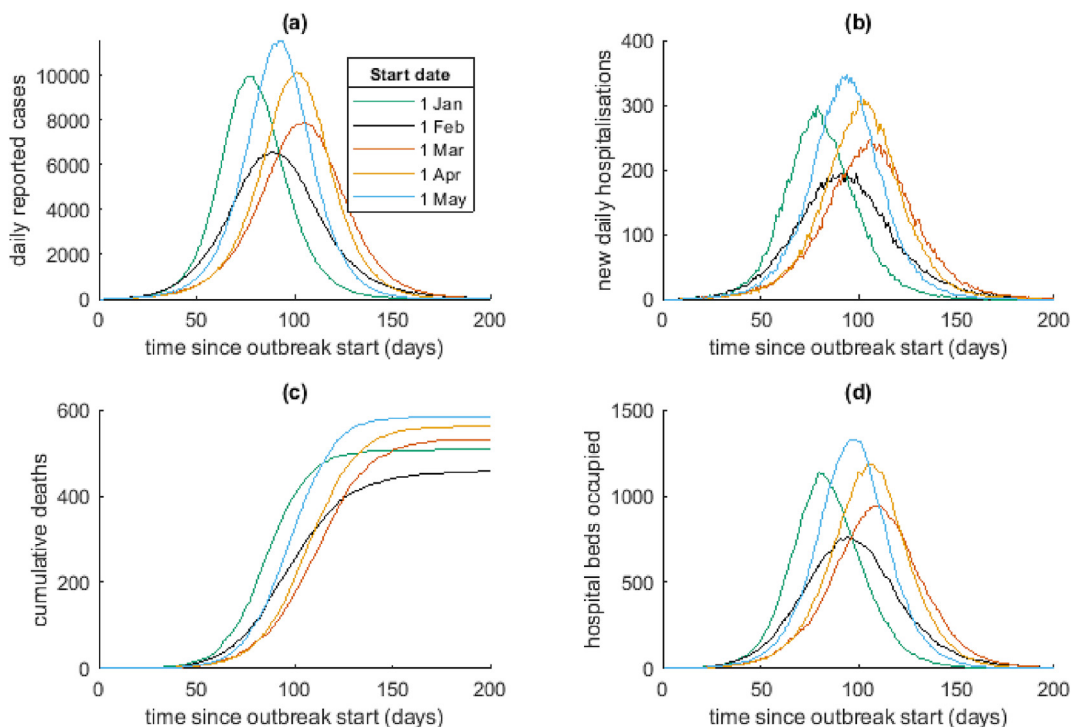 (a)
daily reported cases
10000
8000
6000
4000
2000
0
0 50 100 150 200
time since outbreak start (days)
Start date
1 Jan
1 Feb
1 Mar
1 Apr
1 May
(b)
new daily hospitalisations
400
300
200
100
0
0 50 100 150 200
time since outbreak start (days)
(c)
cumulative deaths
600
400
200
0
0 50 100 150 200
time since outbreak start (days)
(d)
hospital beds occupied
1500
1000
500
0
0 50 100 150 200
time since outbreak start (days)